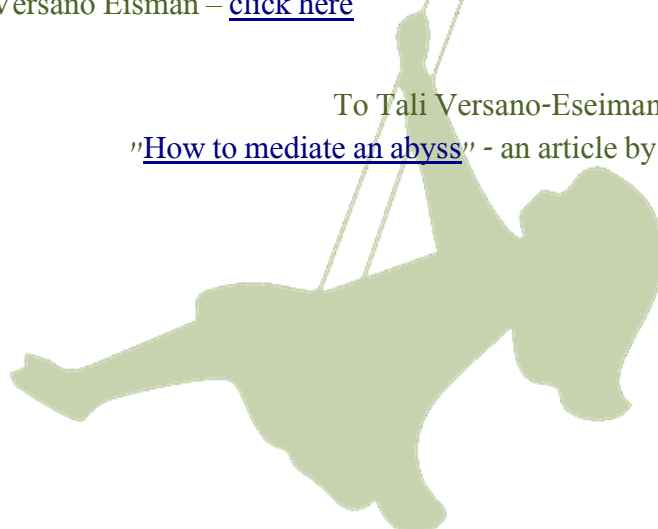 Versano Eisman – click here
To Tali Versano-Eseiman
"How to mediate an abyss" - an article by